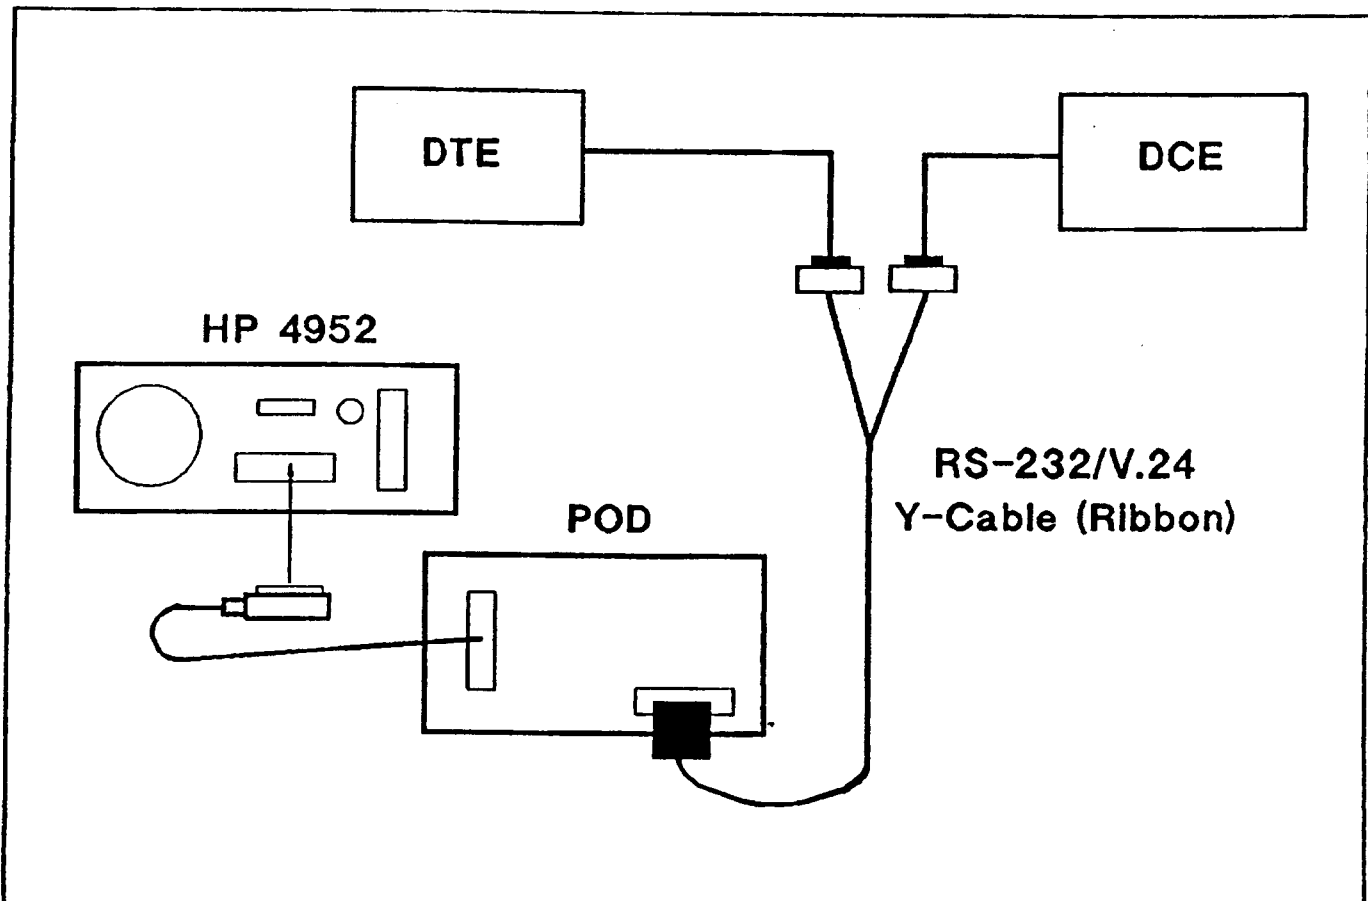 DTE
DCE
HP 4952
RS-232/V.24
Y-Cable (Ribbon)
POD